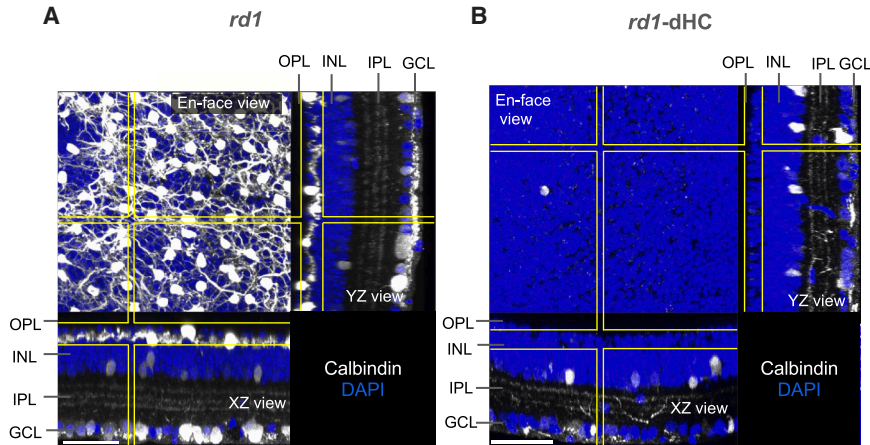 A
rd1
OPL INL IPL GCL
En-face view
YZ view
OPL
INL
IPL
XZ view
GCL
Calbindin
DAPI
B
rd1-dHC
OPL INL IPL GCL
En-face
view
YZ view
OPL
INL
IPL
XZ view
GCL
Calbindin
DAPI